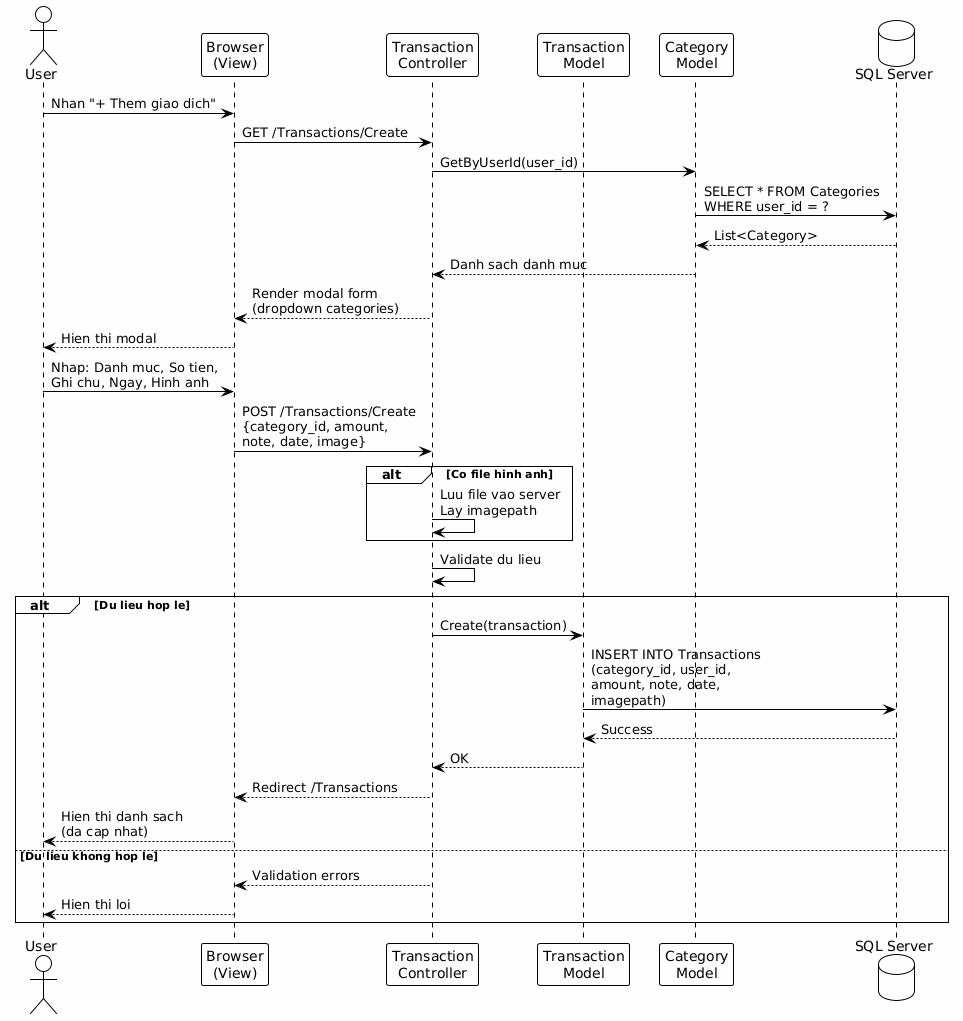 User
Browser
(View)
Transaction
Controller
Transaction
Model
Category
Model
SQL Server
Nhan "+ Them giao dich"
GET /Transactions/Create
GetByUserId(user_id)
SELECT * FROM Categories
WHERE user_id = ?
List<Category>
Danh sach danh muc
Render modal form
(dropdown categories)
Hien thi modal
Nhap: Danh muc, So tien,
Ghi chu, Ngay, Hinh anh
POST /Transactions/Create
{category_id, amount,
note, date, image}
alt [Co file hinh anh]
Luu file vao server
Lay imagepath
Validate du lieu
alt [Du lieu hop le]
Create(transaction)
INSERT INTO Transactions
(category_id, user_id,
amount, note, date,
imagepath)
Success
OK
Redirect /Transactions
Hien thi danh sach
(da cap nhat)
[Du lieu khong hop le]
Validation errors
Hien thi loi
User
Browser
(View)
Transaction
Controller
Transaction
Model
Category
Model
SQL Server